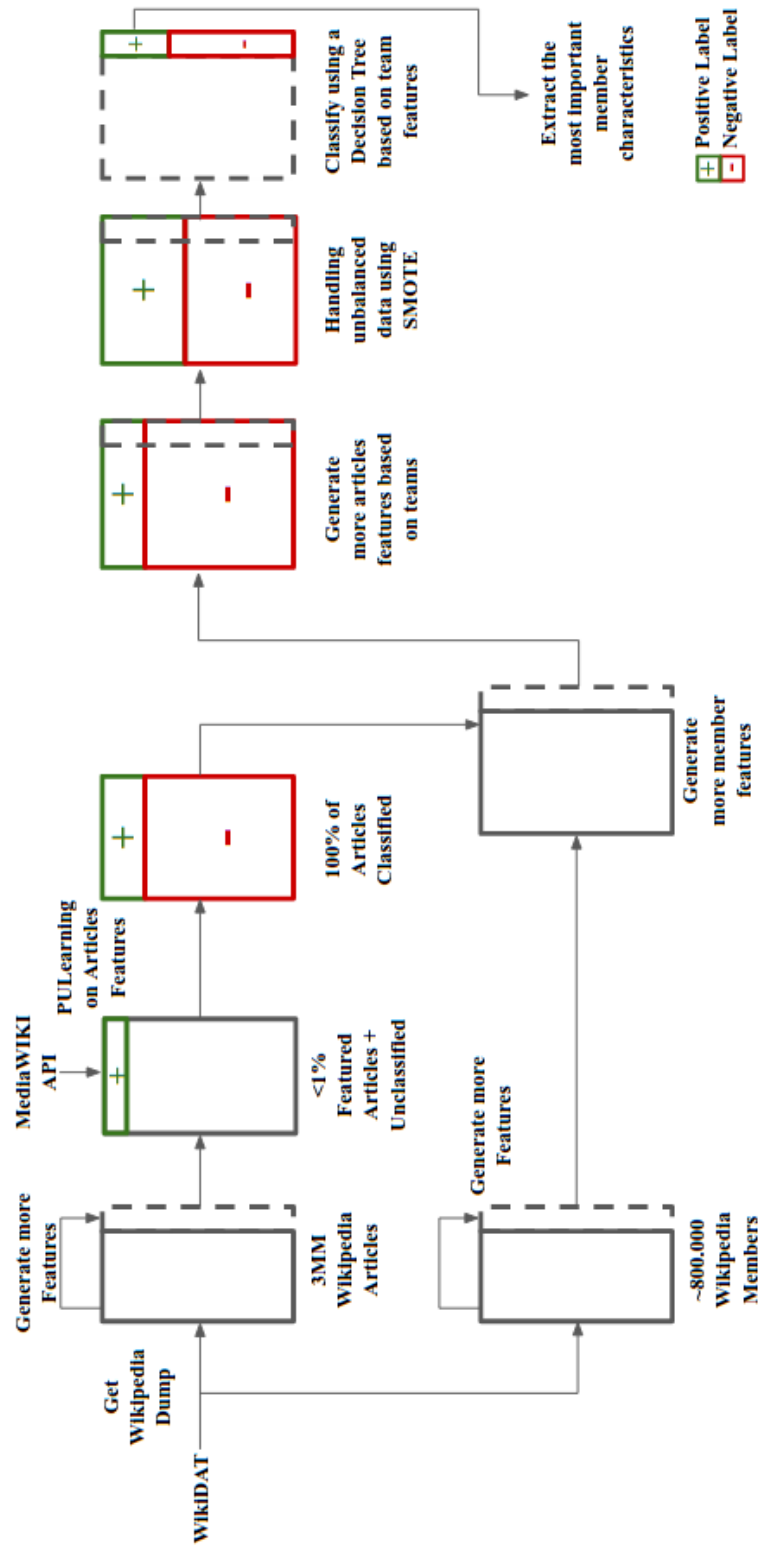 WikiDAT
Get
Wikipedia
Dump
Generate more
Features
3MM
Wikipedia
Articles
MediaWIKI
API
+
<1%
Featured
Articles +
Unclassified
PULearning
on Articles
Features
+
-
100% of
Articles
Classified
~800.000
Wikipedia
Members
Generate more
Features
Generate
more member
features
+
-
Generate
more articles
features based
on teams
+
-
Handling
unbalanced
data using
SMOTE
+
-
Classify using a
Decision Tree
based on team
features
Extract the
most important
member
characteristics
+ Positive Label
- Negative Label